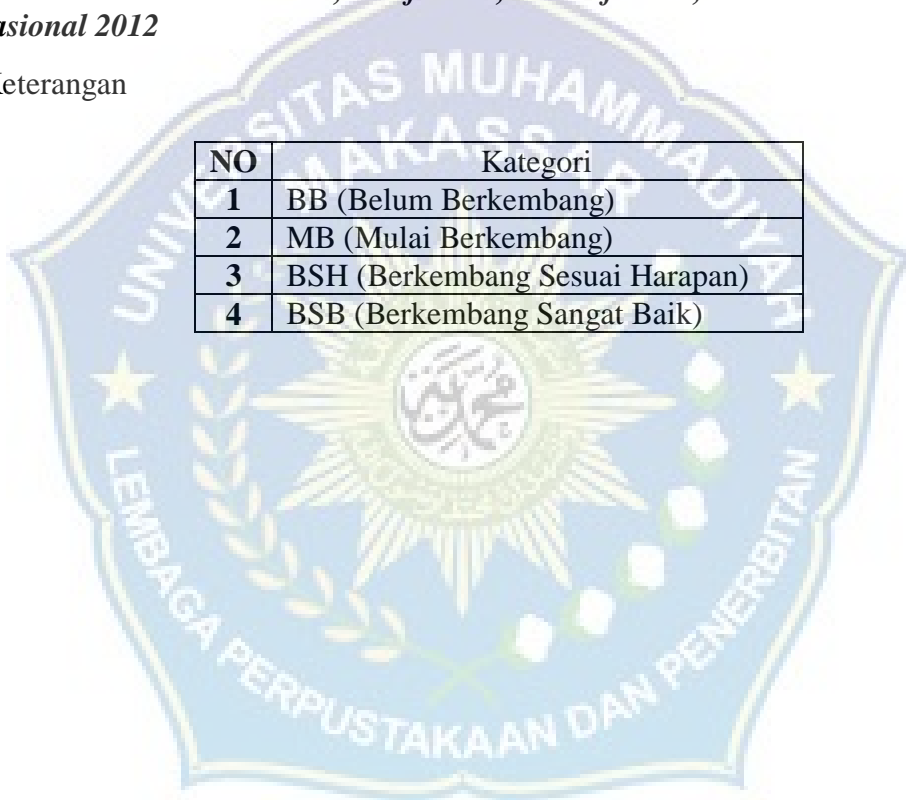 asional 2012
Keterangan
NO Kategori
1 BB (Belum Berkembang)
2 MB (Mulai Berkembang)
3 BSH (Berkembang Sesuai Harapan)
4 BSB (Berkembang Sangat Baik)
UNIVERSITAS MUHAMMADIYAH
MAKASSAR
LEMBAGA PERPUSTAKAAN DAN PENERBITAN